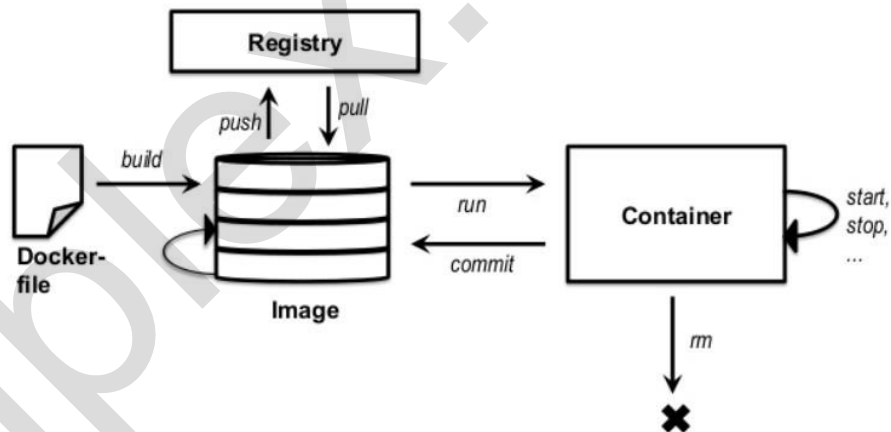 Registry
push
pull
build
run
Container
start,
stop,
...
commit
Docker-
file
Image
rm